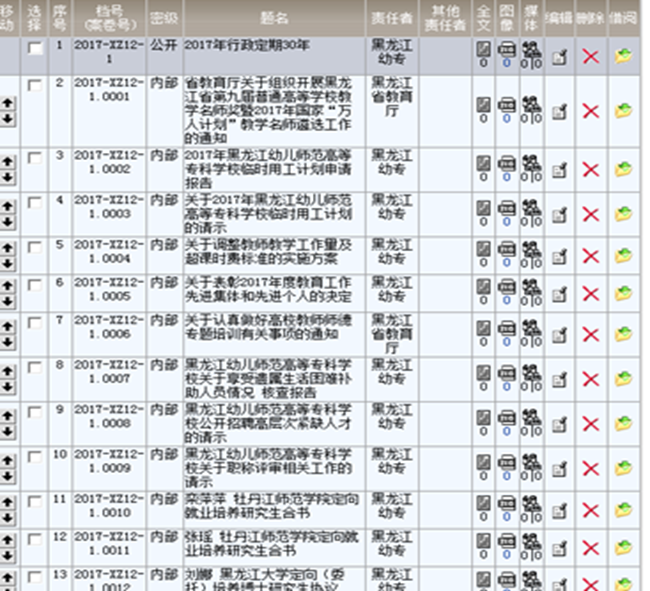 移动 选择 序号 档号(案卷号) 密级 题名 责任者 其他责任者 全文 图像 媒体 编辑 删除 借阅
1 2017-XZ12-1 公开 2017年行政定期30年 黑龙江幼专 0 0 0|0
2 2017-XZ12-1.0001 内部 省教育厅关于组织开展黑龙江省第九届普通高等学校教学名师奖暨2017年国家“万人计划”教学名师遴选工作的通知 黑龙江省教育厅 0 0 0|0
3 2017-XZ12-1.0002 内部 2017年黑龙江幼儿师范高等专科学校临时用工计划申请报告 黑龙江幼专 0 0 0|0
4 2017-XZ12-1.0003 内部 关于2017年黑龙江幼儿师范高等专科学校临时用工计划的请示 黑龙江幼专 0 0 0|0
5 2017-XZ12-1.0004 内部 关于调整教师教学工作量及超课时费标准的实施方案 黑龙江幼专 0 0 0|0
6 2017-XZ12-1.0005 内部 关于表彰2017年度教育工作先进集体和先进个人的决定 黑龙江幼专 0 0 0|0
7 2017-XZ12-1.0006 内部 关于认真做好高校教师师德专题培训有关事项的通知 黑龙江省教育厅 0 0 0|0
8 2017-XZ12-1.0007 内部 黑龙江幼儿师范高等专科学校关于享受遗属生活困难补助人员情况 核查报告 黑龙江幼专 0 0 0|0
9 2017-XZ12-1.0008 内部 黑龙江幼儿师范高等专科学校公开招聘高层次紧缺人才的请示 黑龙江幼专 0 0 0|0
10 2017-XZ12-1.0009 内部 黑龙江幼儿师范高等专科学校关于职称评审相关工作的请示 黑龙江幼专 0 0 0|0
11 2017-XZ12-1.0010 内部 栾萍萍 牡丹江师范学院定向就业培养研究生合书 黑龙江幼专 0 0 0|0
12 2017-XZ12-1.0011 内部 张瑶 牡丹江师范学院定向就业培养研究生合书 黑龙江幼专 0 0 0|0
13 2017-XZ12-1.0012 内部 刘 黑龙江大学定向（委托）培养博士研究生协议 黑龙江幼专 0 0 0|0